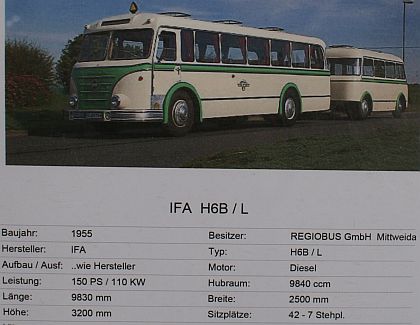 IFA H6B / L
Baujahr: 1955 Besitzer: REGIOBUS GmbH Mittweida
Hersteller: IFA Typ: H6B / L
Aufbau / Ausf: ..wie Hersteller Motor: Diesel
Leistung: 150 PS / 110 KW Hubraum: 9840 ccm
Länge: 9830 mm Breite: 2500 mm
Höhe: 3200 mm Sitzplätze: 42 - 7 Stehpl.